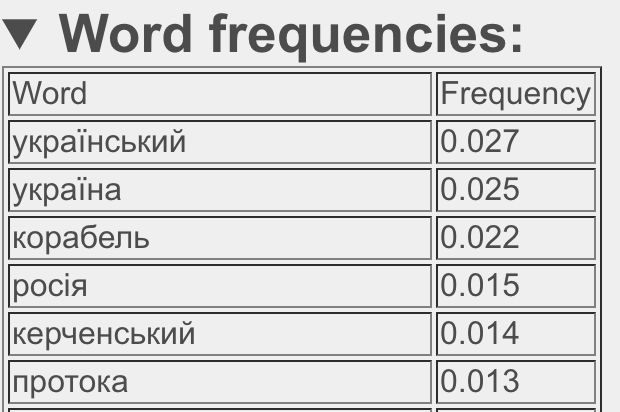 ▼ Word frequencies:
Word Frequency
український 0.027
україна 0.025
корабель 0.022
росія 0.015
керченський 0.014
протока 0.013